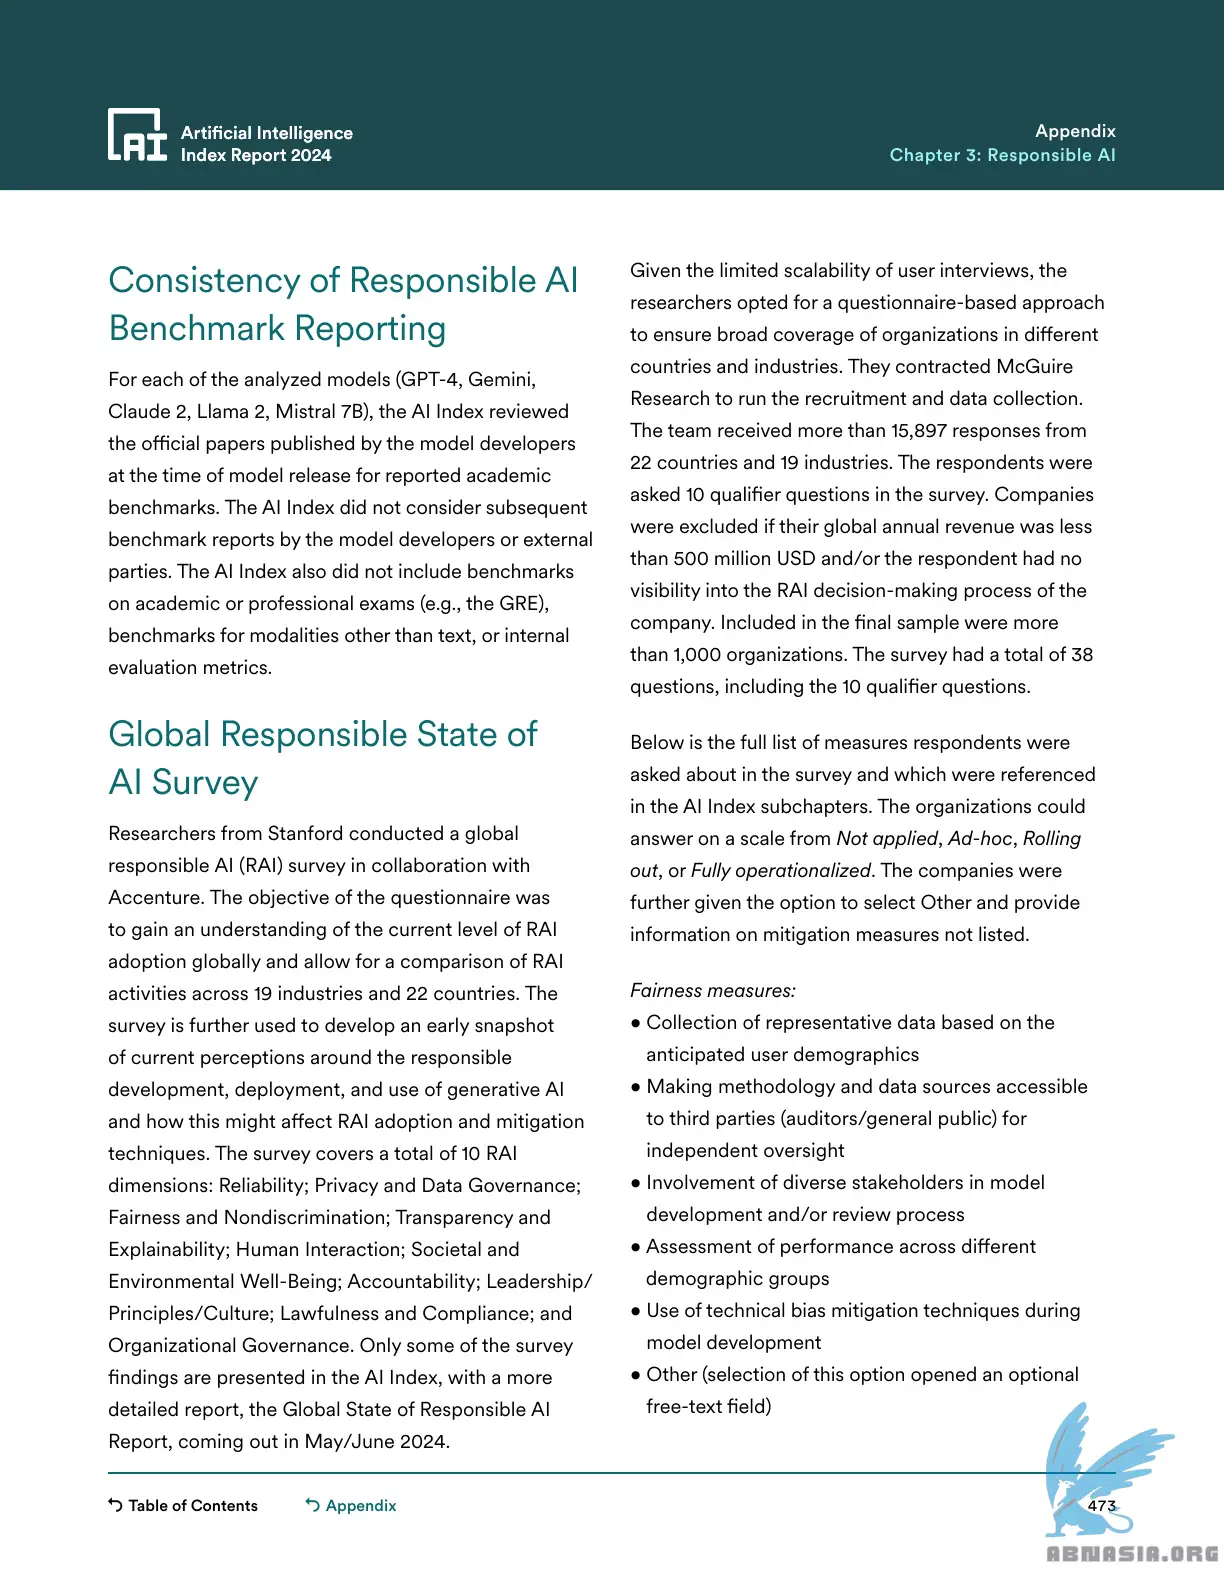 AI
Artificial Intelligence
Index Report 2024
Appendix
Chapter 3: Responsible AI
Consistency of Responsible AI
Benchmark Reporting
For each of the analyzed models (GPT-4, Gemini,
Claude 2, Llama 2, Mistral 7B), the AI Index reviewed
the official papers published by the model developers
at the time of model release for reported academic
benchmarks. The AI Index did not consider subsequent
benchmark reports by the model developers or external
parties. The AI Index also did not include benchmarks
on academic or professional exams (e.g., the GRE),
benchmarks for modalities other than text, or internal
evaluation metrics.
Global Responsible State of
AI Survey
Researchers from Stanford conducted a global
responsible AI (RAI) survey in collaboration with
Accenture. The objective of the questionnaire was
to gain an understanding of the current level of RAI
adoption globally and allow for a comparison of RAI
activities across 19 industries and 22 countries. The
survey is further used to develop an early snapshot
of current perceptions around the responsible
development, deployment, and use of generative AI
and how this might affect RAI adoption and mitigation
techniques. The survey covers a total of 10 RAI
dimensions: Reliability; Privacy and Data Governance;
Fairness and Nondiscrimination; Transparency and
Explainability; Human Interaction; Societal and
Environmental Well-Being; Accountability; Leadership/
Principles/Culture; Lawfulness and Compliance; and
Organizational Governance. Only some of the survey
findings are presented in the AI Index, with a more
detailed report, the Global State of Responsible AI
Report, coming out in May/June 2024.
Given the limited scalability of user interviews, the
researchers opted for a questionnaire-based approach
to ensure broad coverage of organizations in different
countries and industries. They contracted McGuire
Research to run the recruitment and data collection.
The team received more than 15,897 responses from
22 countries and 19 industries. The respondents were
asked 10 qualifier questions in the survey. Companies
were excluded if their global annual revenue was less
than 500 million USD and/or the respondent had no
visibility into the RAI decision-making process of the
company. Included in the final sample were more
than 1,000 organizations. The survey had a total of 38
questions, including the 10 qualifier questions.
Below is the full list of measures respondents were
asked about in the survey and which were referenced
in the AI Index subchapters. The organizations could
answer on a scale from Not applied, Ad-hoc, Rolling
out, or Fully operationalized. The companies were
further given the option to select Other and provide
information on mitigation measures not listed.
Fairness measures:
• Collection of representative data based on the
anticipated user demographics
• Making methodology and data sources accessible
to third parties (auditors/general public) for
independent oversight
• Involvement of diverse stakeholders in model
development and/or review process
• Assessment of performance across different
demographic groups
• Use of technical bias mitigation techniques during
model development
• Other (selection of this option opened an optional
free-text field)
Table of Contents
Appendix
473
ABNASIA.ORG